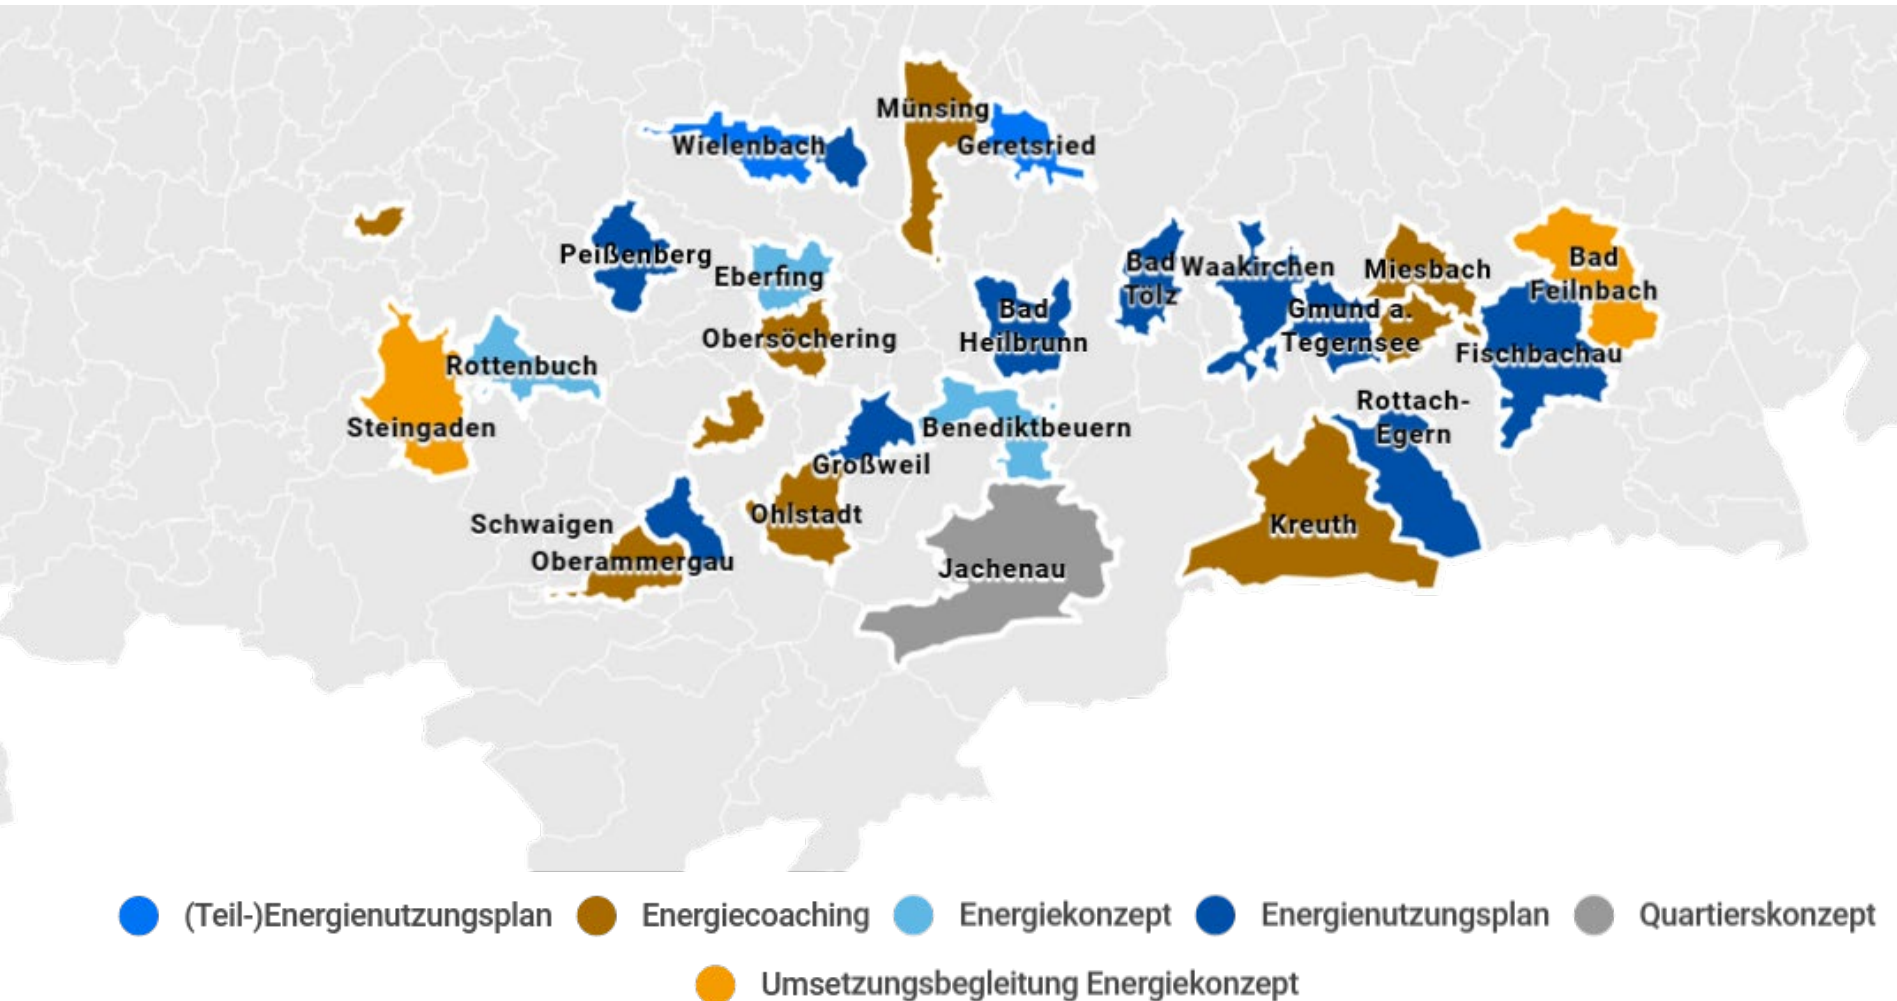 Münsing
Wielenbach
Geretsried
Peißenberg
Eberfing
Bad
Tölz
Waakirchen
Miesbach
Bad
Feilnbach
Obersöchering
Bad
Heilbrunn
Gmund a.
Tegernsee
Fischbachau
Rottenbuch
Steingaden
Benediktbeuern
Rottach-
Egern
Großweil
Ohlstadt
Schwaigen
Oberammergau
Kreuth
Jachenau
(Teil-)Energienutzungsplan
Energiecoaching
Energiekonzept
Energienutzungsplan
Quartierskonzept
Umsetzungsbegleitung Energiekonzept